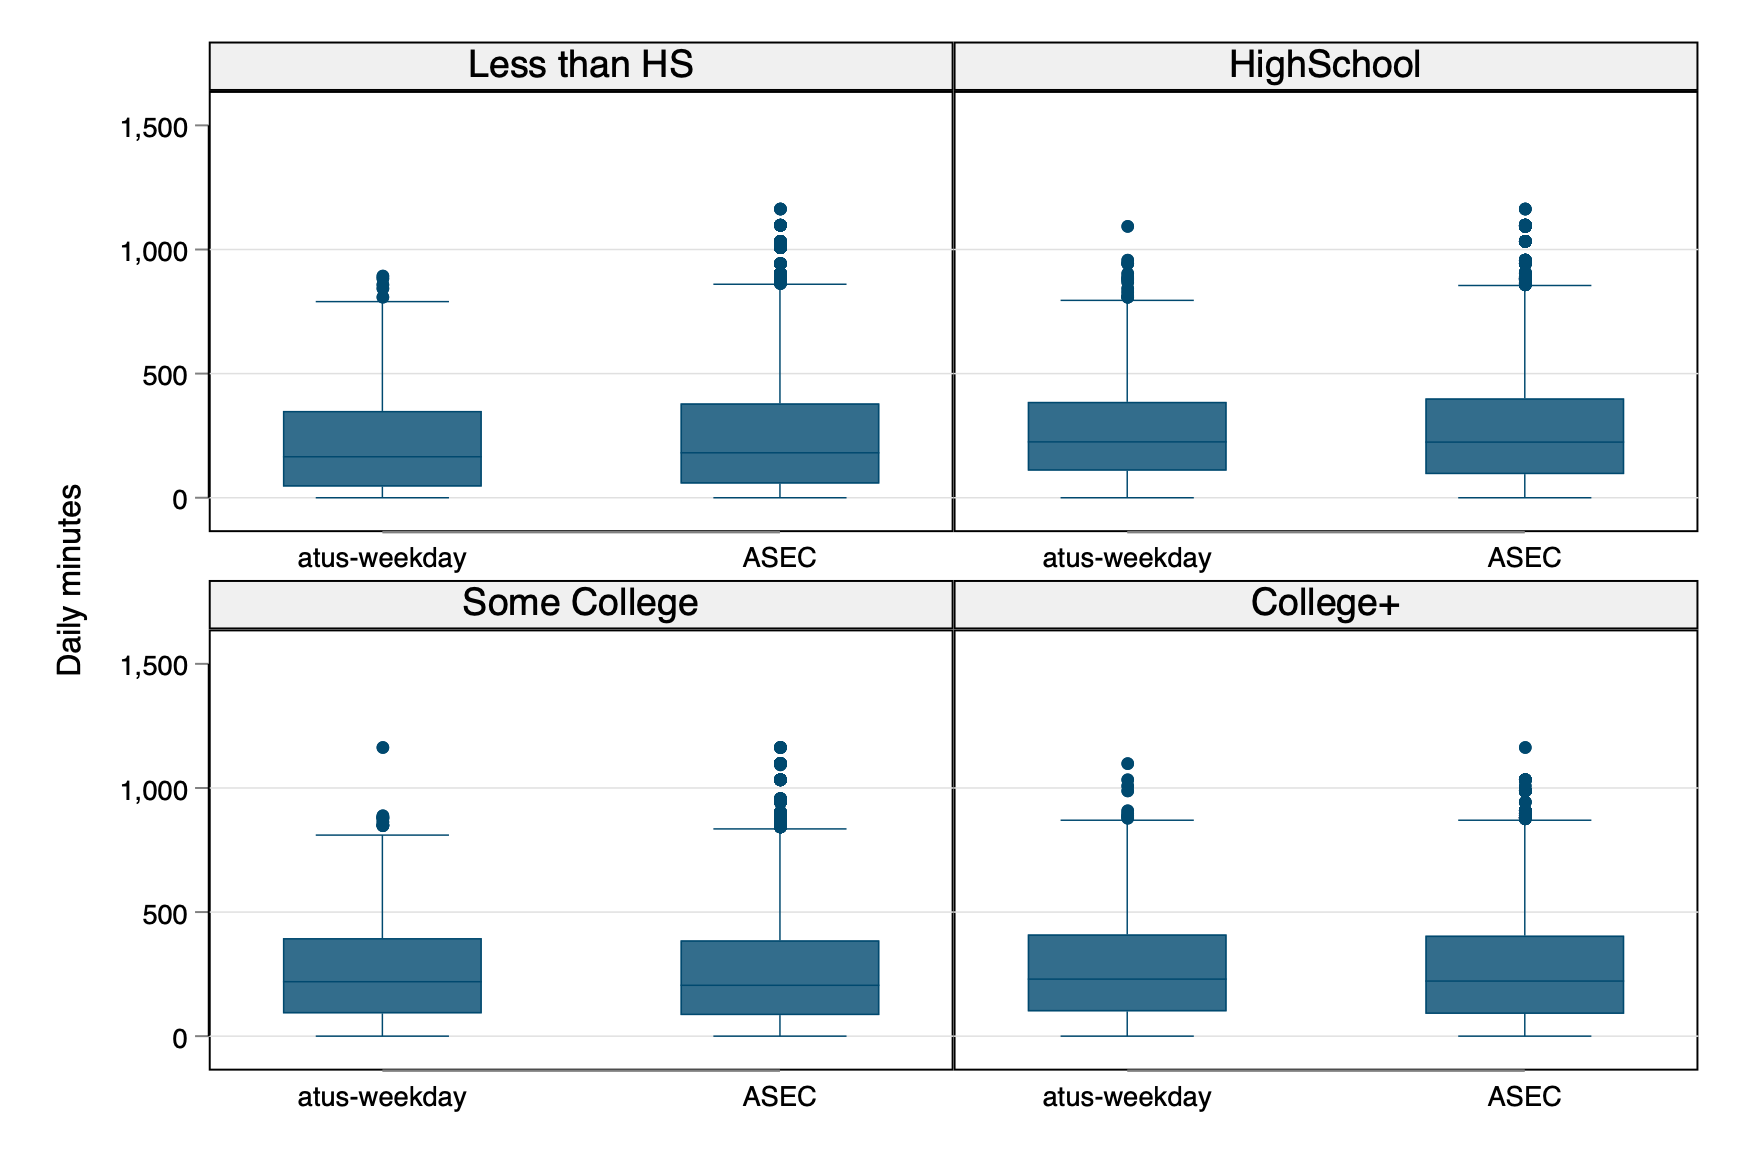 Daily minutes
Less than HS
HighSchool
1,500
1,000
500
0
atus-weekday
ASEC
atus-weekday
ASEC
Some College
College+
1,500
1,000
500
0
atus-weekday
ASEC
atus-weekday
ASEC